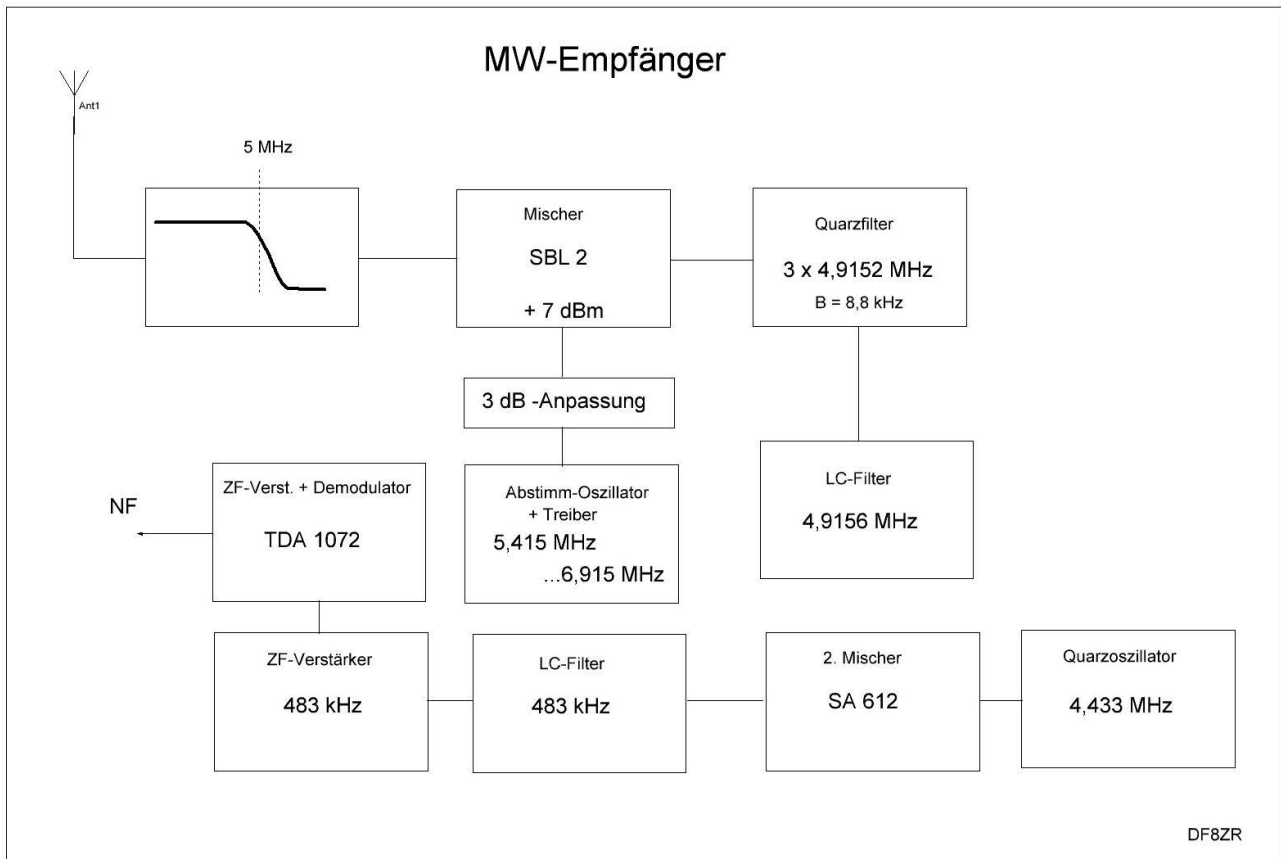 MW-Empfänger
Ant1
5 MHz
Mischer
SBL 2
+ 7 dBm
Quarzfilter
3 x 4,9152 MHz
B = 8,8 kHz
3 dB -Anpassung
Abstimm-Oszillator
+ Treiber
5,415 MHz
...6,915 MHz
LC-Filter
4,9156 MHz
ZF-Verst. + Demodulator
TDA 1072
NF
ZF-Verstärker
483 kHz
LC-Filter
483 kHz
2. Mischer
SA 612
Quarzoszillator
4,433 MHz
DF8ZR